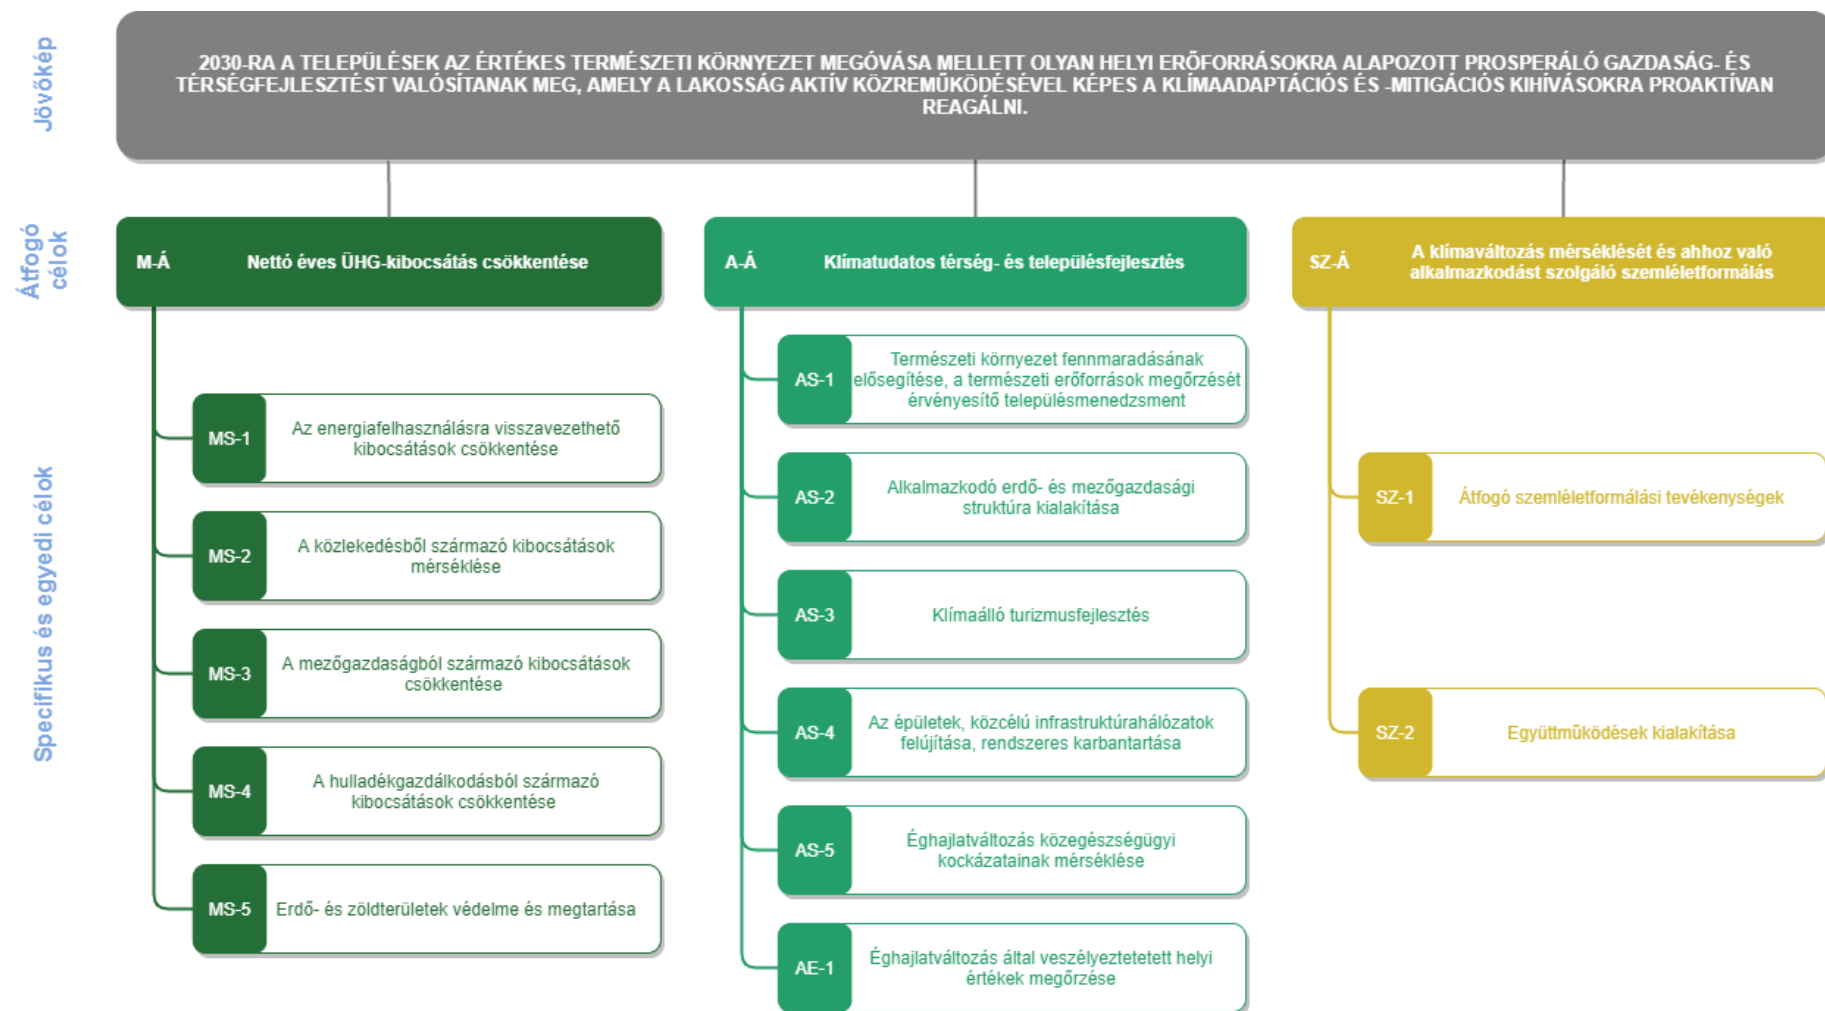 Jövőkép
2030-RA A TELEPÜLÉSEK AZ ÉRTÉKES TERMÉSZETI KÖRNYEZET MEGÓVÁSA MELLETT OLYAN HELYI ERŐFORRÁSOKRA ALAPOZOTT PROSPERÁLÓ GAZDASÁG- ÉS
TÉRSÉGFEJLESZTÉST VALÓSÍTANAK MEG, AMELY A LAKOSSÁG AKTÍV KÖZREMŰKÖDÉSÉVEL KÉPES A KLÍMAADAPTÁCIÓS ÉS -MITIGÁCIÓS KIHÍVÁSOKRA PROAKTÍVAN
REAGÁLNI.
Átfogó
célok
M-Á
Nettó éves ÜHG-kibocsátás csökkentése
A-Á
Klímatudatos térség- és településfejlesztés
SZ-Á
A klímaváltozás mérséklését és ahhoz való
alkalmazkodást szolgáló szemléletformálás
Specifikus és egyedi célok
MS-1
Az energiafelhasználásra visszavezethető
kibocsátások csökkentése
MS-2
A közlekedésből származó kibocsátások
mérséklése
MS-3
A mezőgazdaságból származó kibocsátások
csökkentése
MS-4
A hulladékgazdálkodásból származó
kibocsátások csökkentése
MS-5
Erdő- és zöldterületek védelme és megtartása
AS-1
Természeti környezet fennmaradásának
elősegítése, a természeti erőforrások megőrzését
érvényesítő településmenedzsment
AS-2
Alkalmazkodó erdő- és mezőgazdasági
struktúra kialakítása
AS-3
Klímaálló turizmusfejlesztés
AS-4
Az épületek, közcélú infrastruktúrahálózatok
felújítása, rendszeres karbantartása
AS-5
Éghajlatváltozás közegészségügyi
kockázatainak mérséklése
AE-1
Éghajlatváltozás által veszélyeztetetett helyi
értékek megőrzése
SZ-1
Átfogó szemléletformálási tevékenységek
SZ-2
Együttműködések kialakítása